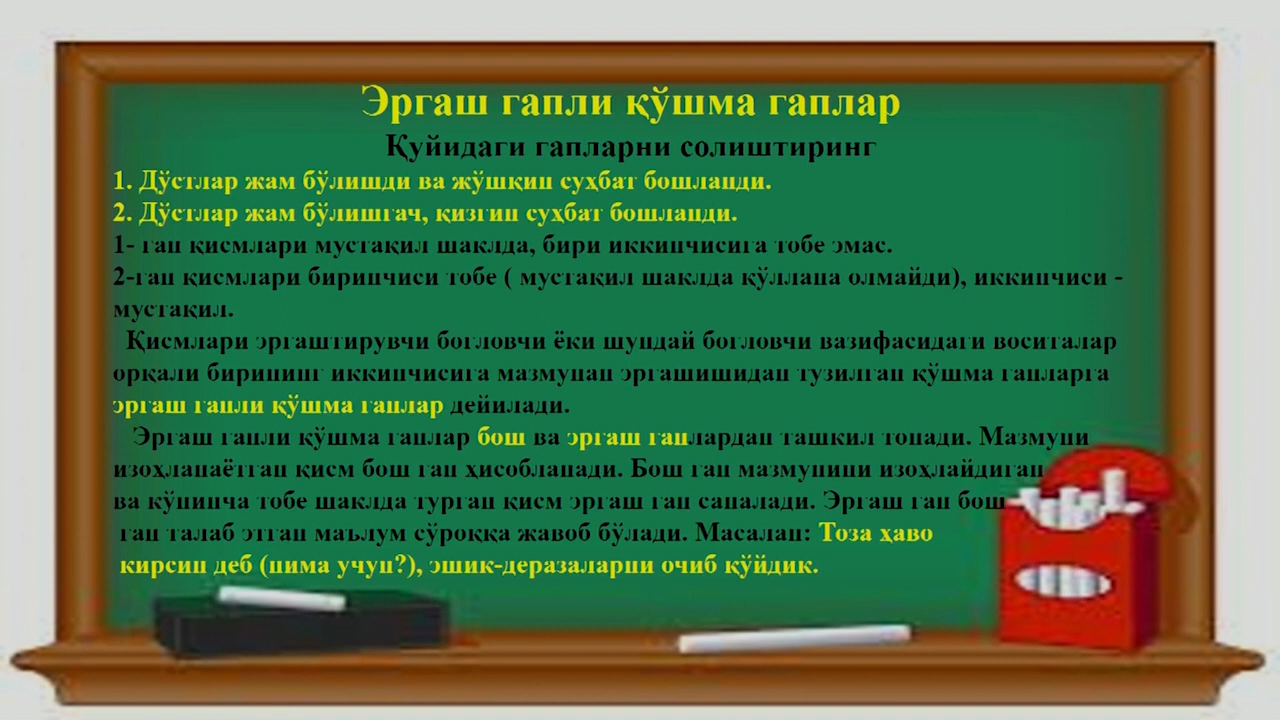 Эргаш гапли қўшма гаплар
Қуйидаги гапларни солиштиринг
1. Дўстлар жам бўлишди ва жўшқин суҳбат бошланди.
2. Дўстлар жам бўлишгач, қизгин суҳбат бошланди.
1- гап қисмлари мустақил шаклда, бири иккинчисига тобе эмас.
2-гап қисмлари биринчиси тобе ( мустақил шаклда қўллана олмайди), иккинчиси -
мустақил.
Қисмлари эргаштирувчи богловчи ёки шундай богловчи вазифасидаги воситалар
орқали бирининг иккинчисига мазмунан эргашишидан тузилган қўшма гапларга
эргаш гапли қўшма гаплар дейилади.
Эргаш гапли қўшма гаплар бош ва эргаш гаплардан ташкил топади. Мазмуни
изоҳланаётган қисм бош гап ҳисобланади. Бош гап мазмунини изоҳлайдиган
ва кўпинча тобе шаклда турган қисм эргаш гап саналади. Эргаш гап бош
гап талаб этган маълум сўроққа жавоб бўлади. Масалан: Тоза ҳаво
кирсин деб (нима учун?), эшик-деразаларни очиб қўйдик.